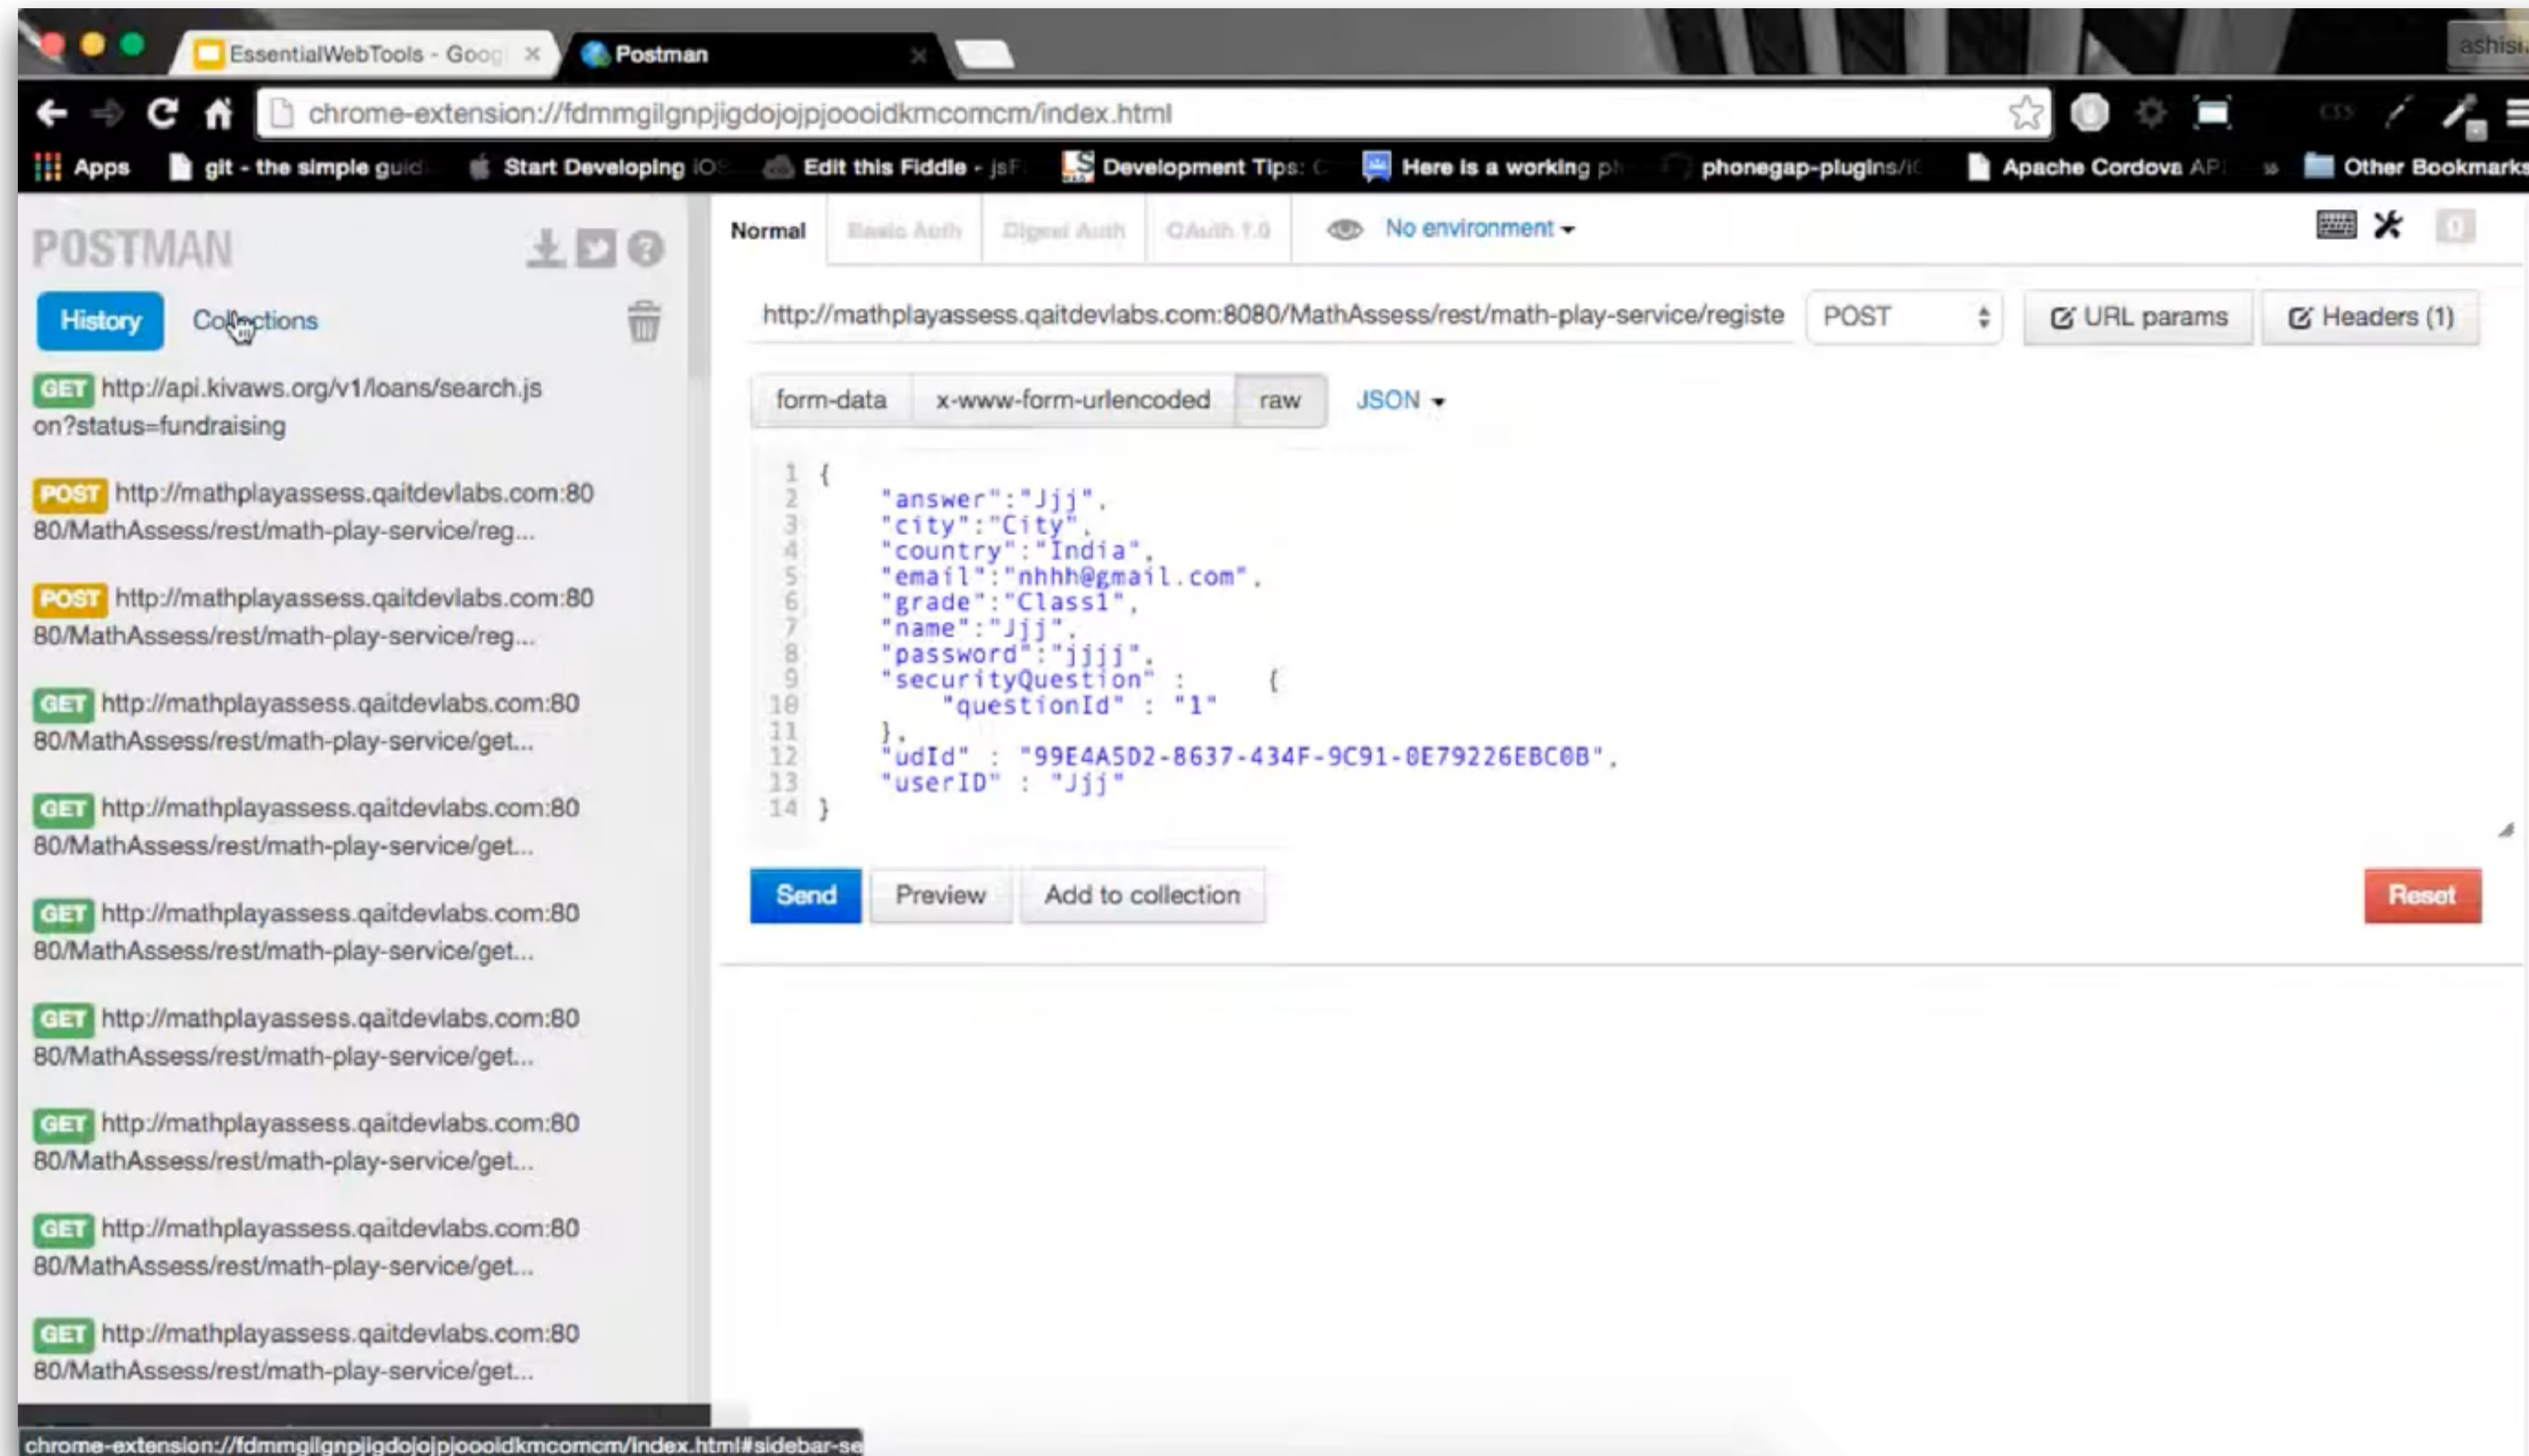 EssentialWebTools - Goog
Postman
ashisi
chrome-extension://fdmmgilgnpjigdojojpjoooidkmcomcm/index.html
CSS
Apps
git - the simple guid
Start Developing iOS
Edit this Fiddle - jsF
Development Tips: C
Here is a working ph
phonegap-plugins/iO
Apache Cordova API
Other Bookmarks
POSTMAN
Normal
Basic Auth
Digest Auth
OAuth 1.0
No environment
History
Collections
http://mathplayassess.qaitdevlabs.com:8080/MathAssess/rest/math-play-service/registe
POST
URL params
Headers (1)
GET http://api.kivaws.org/v1/loans/search.js
on?status=fundraising
POST http://mathplayassess.qaitdevlabs.com:80
80/MathAssess/rest/math-play-service/reg...
POST http://mathplayassess.qaitdevlabs.com:80
80/MathAssess/rest/math-play-service/reg...
GET http://mathplayassess.qaitdevlabs.com:80
80/MathAssess/rest/math-play-service/get...
GET http://mathplayassess.qaitdevlabs.com:80
80/MathAssess/rest/math-play-service/get...
GET http://mathplayassess.qaitdevlabs.com:80
80/MathAssess/rest/math-play-service/get...
GET http://mathplayassess.qaitdevlabs.com:80
80/MathAssess/rest/math-play-service/get...
GET http://mathplayassess.qaitdevlabs.com:80
80/MathAssess/rest/math-play-service/get...
GET http://mathplayassess.qaitdevlabs.com:80
80/MathAssess/rest/math-play-service/get...
GET http://mathplayassess.qaitdevlabs.com:80
80/MathAssess/rest/math-play-service/get...
form-data
x-www-form-urlencoded
raw
JSON
1 {
2 "answer":"Jjj",
3 "city":"City",
4 "country":"India",
5 "email":"nhhh@gmail.com",
6 "grade":"Class1",
7 "name":"Jjj",
8 "password":"jjjj",
9 "securityQuestion" : {
10 "questionId" : "1"
11 },
12 "udId" : "99E4A5D2-8637-434F-9C91-0E79226EBC0B",
13 "userID" : "Jjj"
14 }
Send
Preview
Add to collection
Reset
chrome-extension://fdmmgilgnpjigdojojpjoooidkmcomcm/index.html#sidebar-se